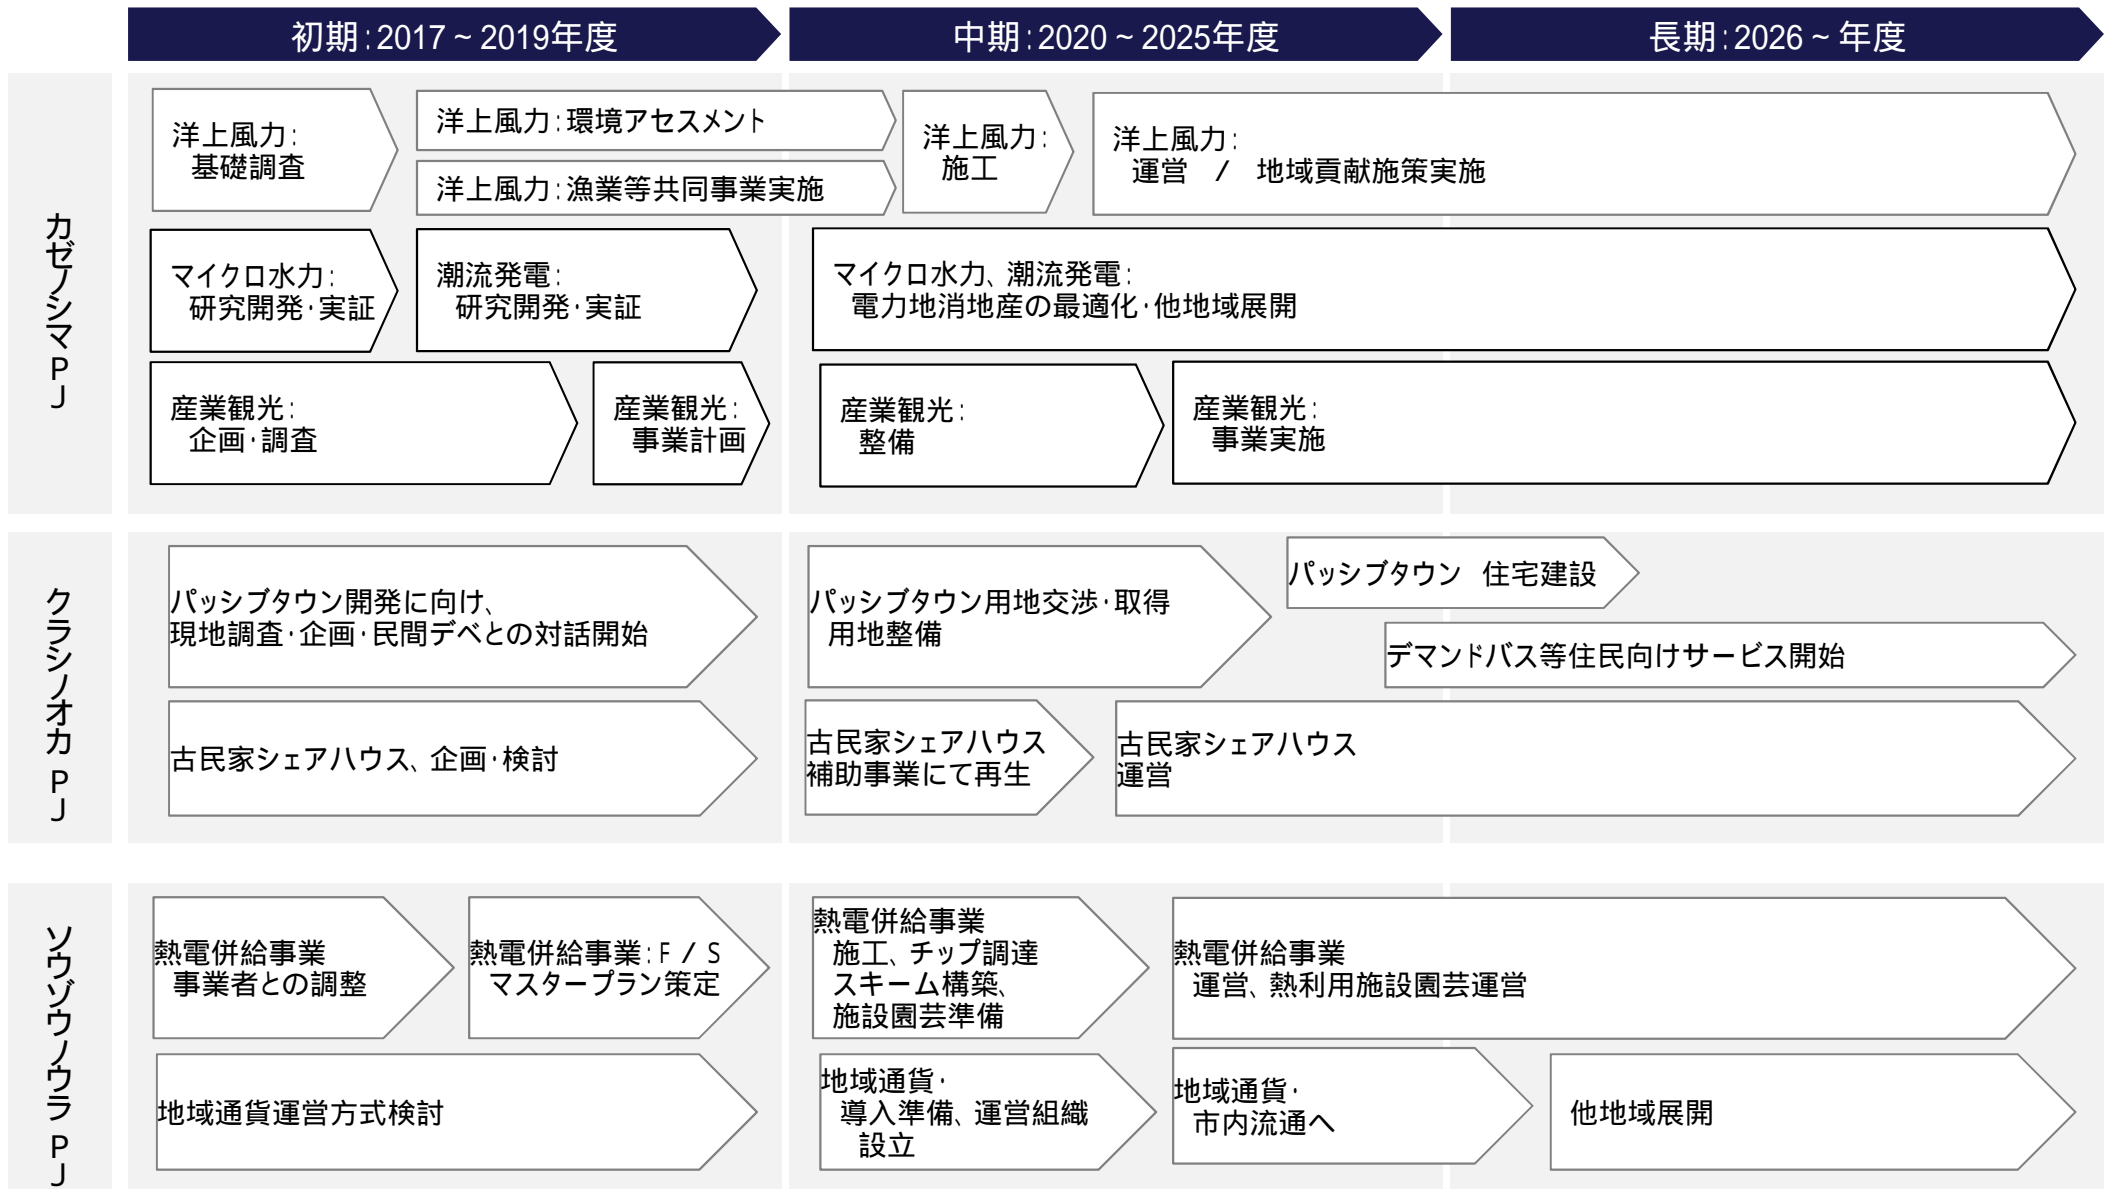 初期:2017~2019年度
中期:2020~2025年度
長期:2026~年度
カゼノシマPJ
洋上風力:
基礎調査
洋上風力:環境アセスメント
洋上風力:漁業等共同事業実施
洋上風力:
施工
洋上風力:
運営 / 地域貢献施策実施
マイクロ水力:
研究開発・実証
潮流発電:
研究開発・実証
マイクロ水力、潮流発電:
電力地消地産の最適化・他地域展開
産業観光:
企画・調査
産業観光:
事業計画
産業観光:
整備
産業観光:
事業実施
クラシノオカ PJ
パッシブタウン開発に向け、
現地調査・企画・民間デベとの対話開始
パッシブタウン用地交渉・取得
用地整備
パッシブタウン 住宅建設
デマンドバス等住民向けサービス開始
古民家シェアハウス、企画・検討
古民家シェアハウス
補助事業にて再生
古民家シェアハウス
運営
ソウゾウノウラ PJ
熱電併給事業
事業者との調整
熱電併給事業:F/S
マスタープラン策定
熱電併給事業
施工、チップ調達
スキーム構築、
施設園芸準備
熱電併給事業
運営、熱利用施設園芸運営
地域通貨運営方式検討
地域通貨・
導入準備、運営組織
設立
地域通貨・
市内流通へ
他地域展開